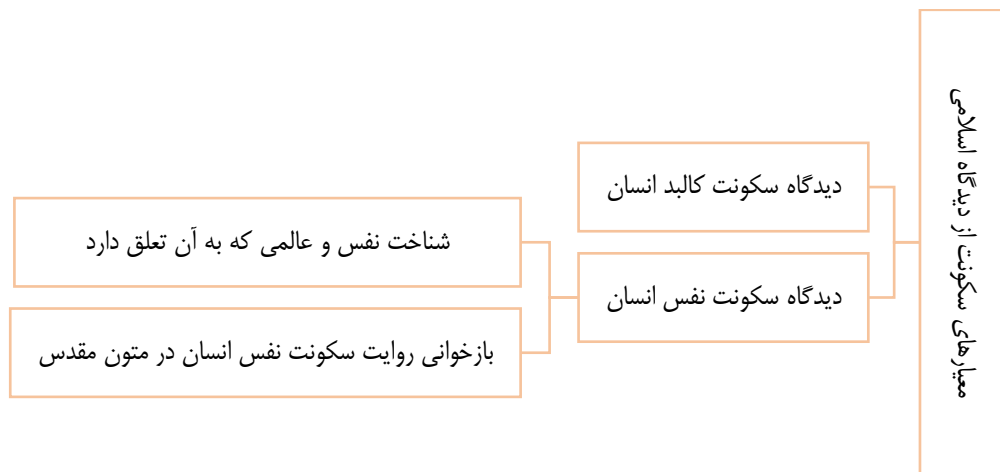 معیارهای سکونت از دیدگاه اسلامی
دیدگاه سکونت کالبد انسان
دیدگاه سکونت نفس انسان
شناخت نفس و عالمی که به آن تعلق دارد
بازخوانی روایت سکونت نفس انسان در متون مقدس